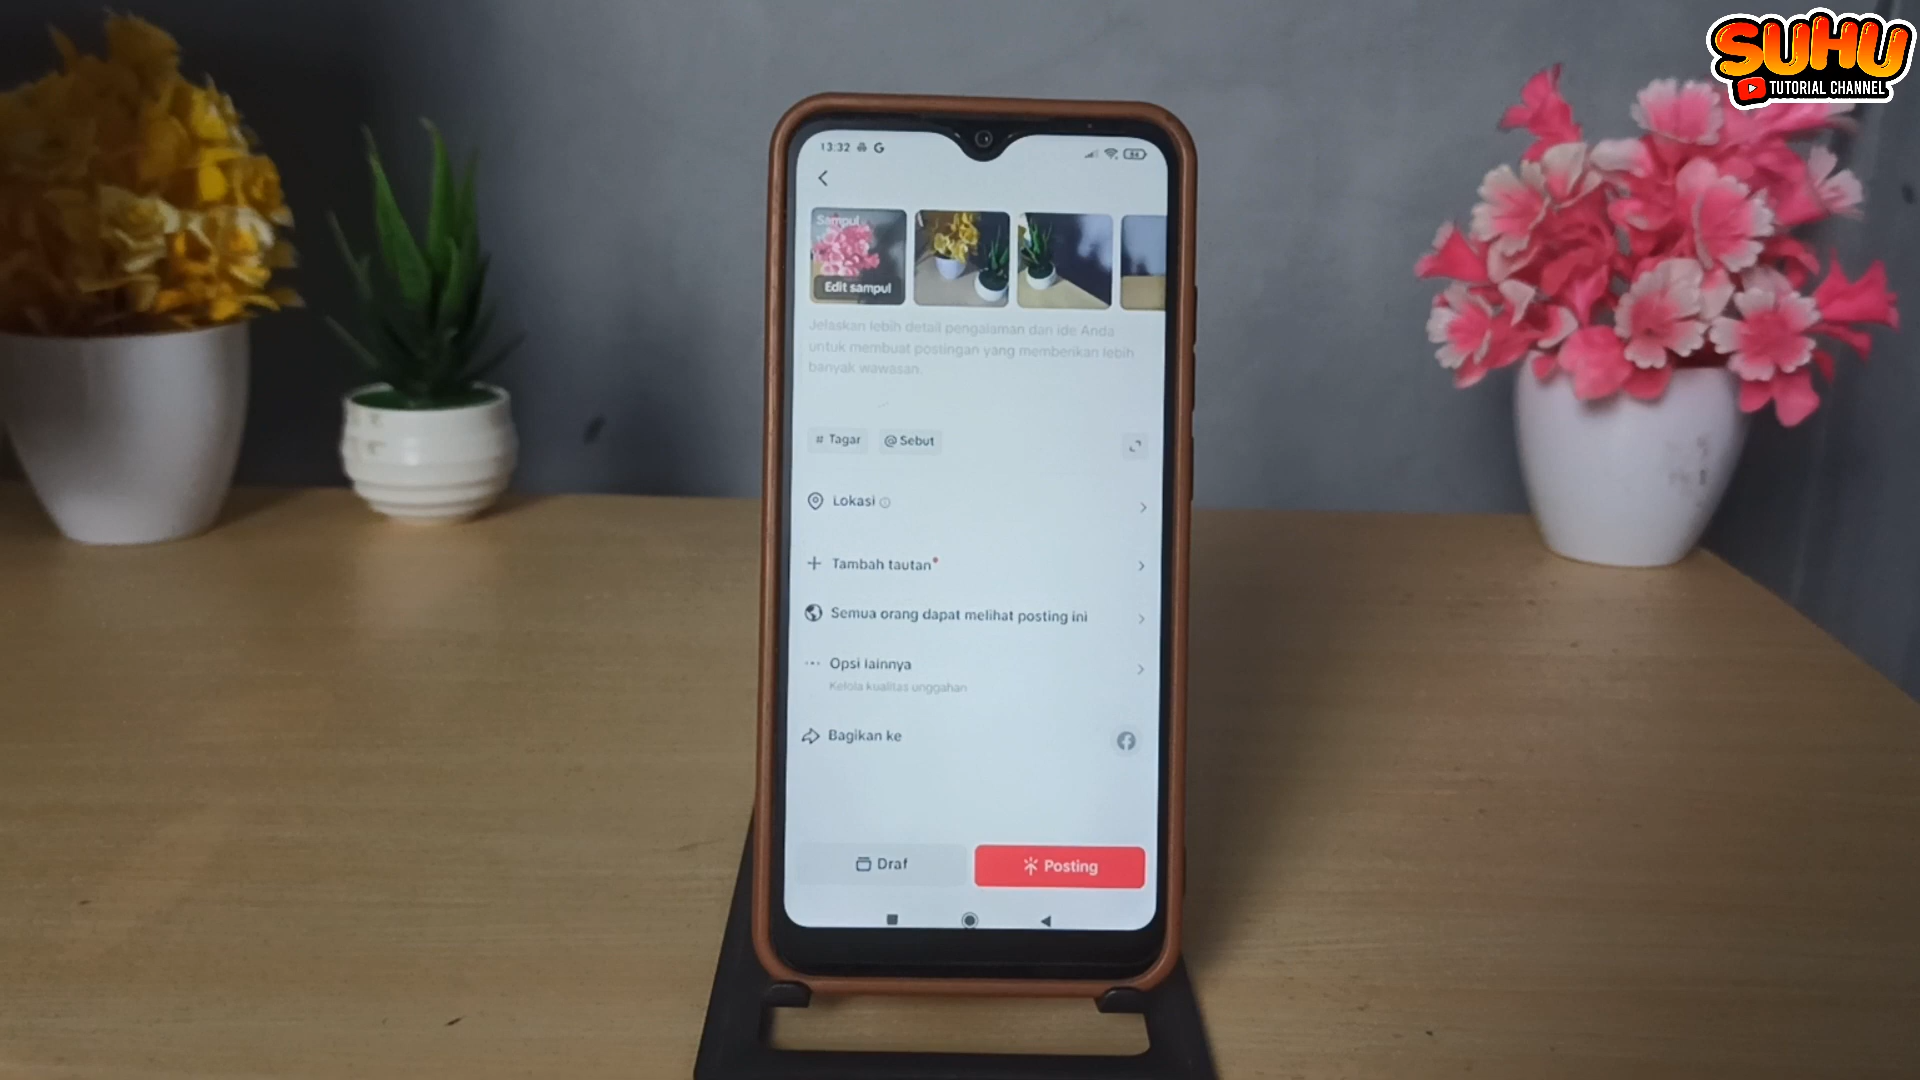 SUHU
TUTORIAL CHANNEL
13:32
Sampul
Edit sampul
Jelaskan lebih detail pengalaman dan ide Anda
untuk membuat postingan yang memberikan lebih
banyak wawasan.
# Tagar
@ Sebut
Lokasi
Tambah tautan
Semua orang dapat melihat posting ini
Opsi lainnya
Kelola kualitas unggahan
Bagikan ke
Draf
Posting